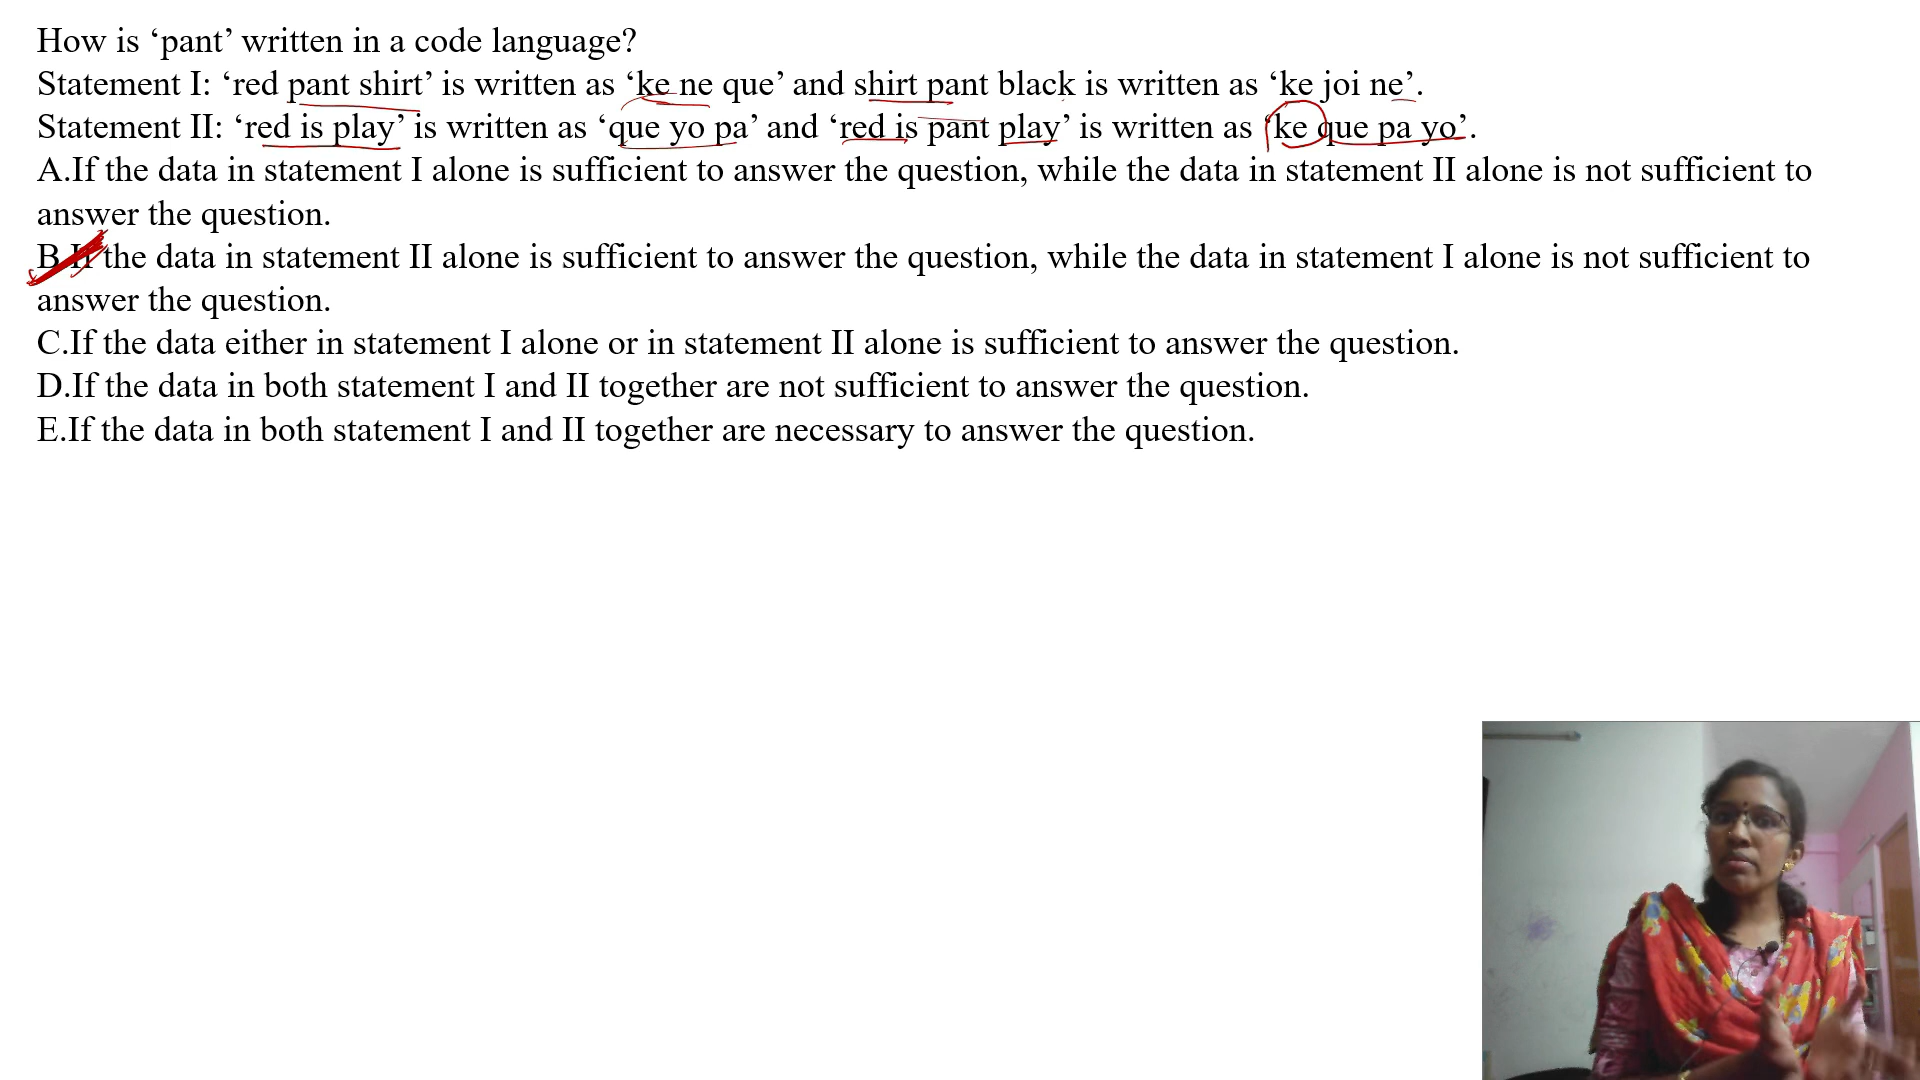 How is ‘pant’ written in a code language?
Statement I: ‘red pant shirt’ is written as ‘ke ne que’ and shirt pant black is written as ‘ke joi ne’.
Statement II: ‘red is play’ is written as ‘que yo pa’ and ‘red is pant play’ is written as ‘ke que pa yo’.
A.If the data in statement I alone is sufficient to answer the question, while the data in statement II alone is not sufficient to
answer the question.
B.If the data in statement II alone is sufficient to answer the question, while the data in statement I alone is not sufficient to
answer the question.
C.If the data either in statement I alone or in statement II alone is sufficient to answer the question.
D.If the data in both statement I and II together are not sufficient to answer the question.
E.If the data in both statement I and II together are necessary to answer the question.